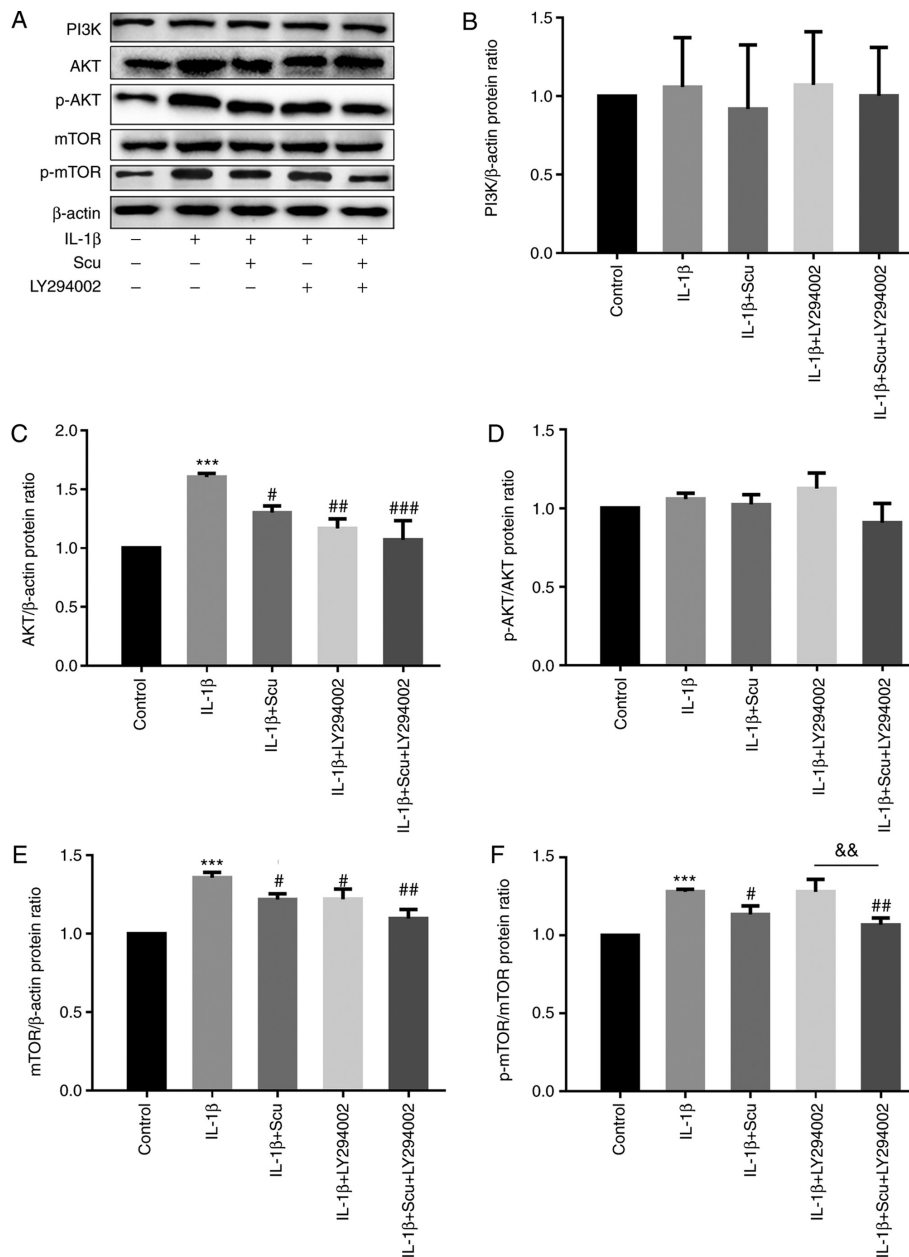 A
PI3K
AKT
p-AKT
mTOR
p-mTOR
β-actin
IL-1β − + + + +
Scu − − + − +
LY294002 − − − + +
B
PI3K/β-actin protein ratio
1.5
1.0
0.5
0.0
Control
IL-1β
IL-1β+Scu
IL-1β+LY294002
IL-1β+Scu+LY294002
C
AKT/β-actin protein ratio
2.0
1.5
1.0
0.5
0.0
***
#
##
###
Control
IL-1β
IL-1β+Scu
IL-1β+LY294002
IL-1β+Scu+LY294002
D
p-AKT/AKT protein ratio
1.5
1.0
0.5
0.0
Control
IL-1β
IL-1β+Scu
IL-1β+LY294002
IL-1β+Scu+LY294002
E
mTOR/β-actin protein ratio
1.5
1.0
0.5
0.0
***
#
#
##
Control
IL-1β
IL-1β+Scu
IL-1β+LY294002
IL-1β+Scu+LY294002
F
p-mTOR/mTOR protein ratio
1.5
1.0
0.5
0.0
***
#
&&
##
Control
IL-1β
IL-1β+Scu
IL-1β+LY294002
IL-1β+Scu+LY294002